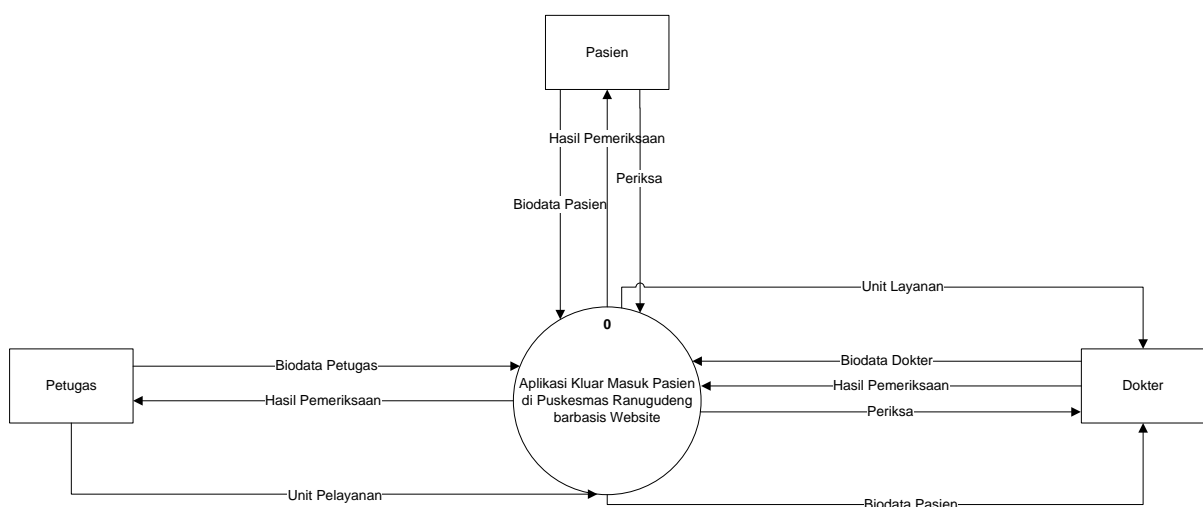 Pasien
Hasil Pemeriksaan
Periksa
Biodata Pasien
Unit Layanan
0
Biodata Petugas
Biodata Dokter
Petugas
Aplikasi Kluar Masuk Pasien
di Puskesmas Ranugudeng
barbasis Website
Hasil Pemeriksaan
Hasil Pemeriksaan
Dokter
Periksa
Unit Pelayanan
Biodata Pasien